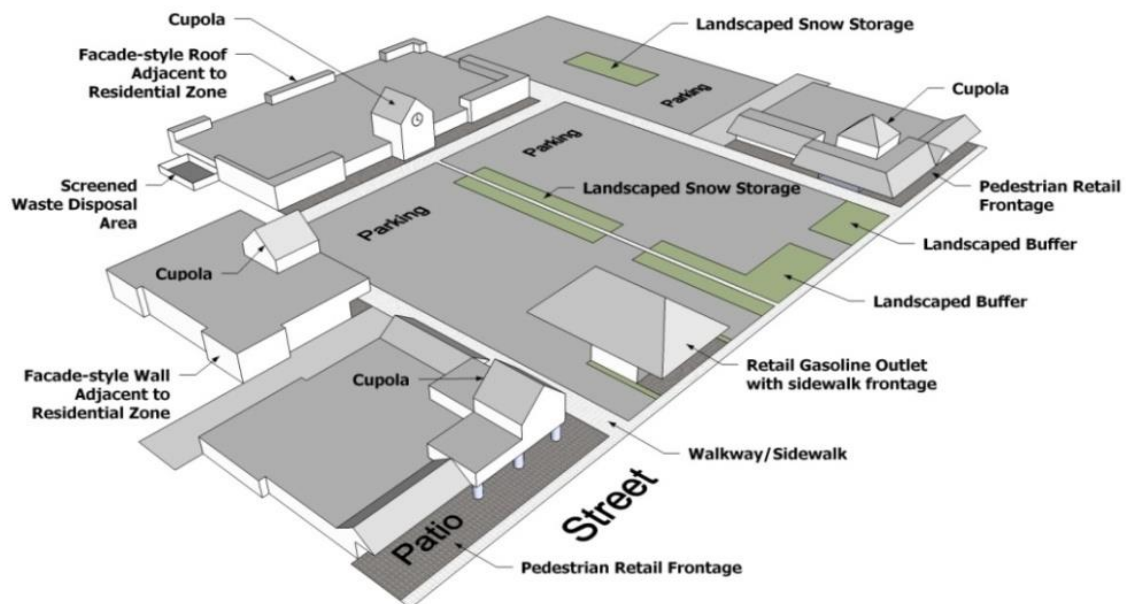 Cupola
Landscaped Snow Storage
Facade-style Roof
Adjacent to
Residential Zone
Parking
Cupola
Parking
Screened
Waste Disposal
Area
Landscaped Snow Storage
Pedestrian Retail
Frontage
Parking
Landscaped Buffer
Cupola
Landscaped Buffer
Facade-style Wall
Adjacent to
Residential Zone
Cupola
Retail Gasoline Outlet
with sidewalk frontage
Walkway/Sidewalk
Street
Patio
Pedestrian Retail Frontage